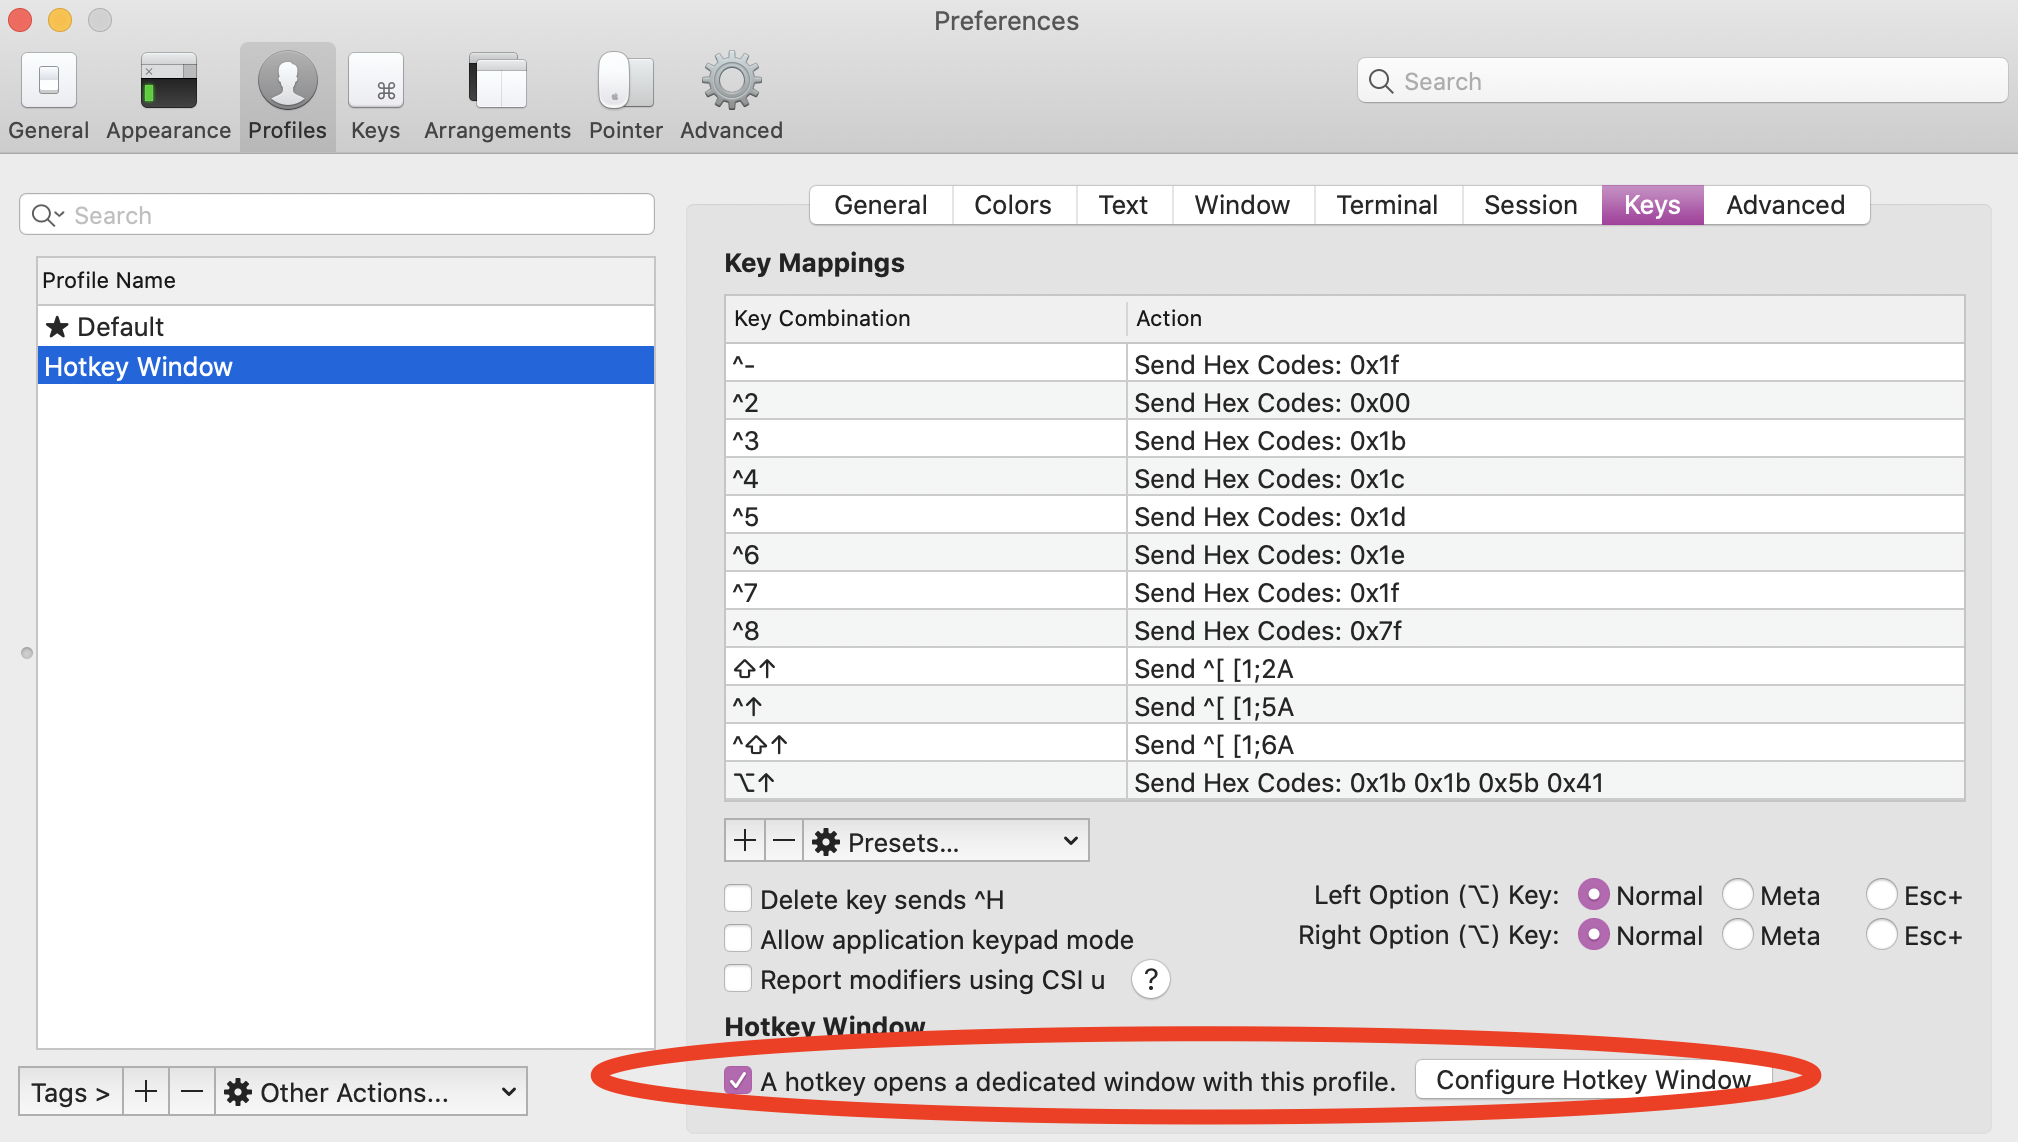 Preferences
General Appearance Profiles Keys Arrangements Pointer Advanced
Search
Search
Profile Name
★ Default
Hotkey Window
Tags > + − Other Actions...
General Color​s Text Window Terminal Session Keys Advanced
Key Mappings
Key Combination Action
^- Send Hex Codes: 0x1f
^2 Send Hex Codes: 0x00
^3 Send Hex Codes: 0x1b
^4 Send Hex Codes: 0x1c
^5 Send Hex Codes: 0x1d
^6 Send Hex Codes: 0x1e
^7 Send Hex Codes: 0x1f
^8 Send Hex Codes: 0x7f
⇧↑ Send ^[ [1;2A
^↑ Send ^[ [1;5A
^⇧↑ Send ^[ [1;6A
⌥↑ Send Hex Codes: 0x1b 0x1b 0x5b 0x41
+ − Presets...
Delete key sends ^H
Allow application keypad mode
Report modifiers using CSI u ?
Left Option (⌥) Key: Normal Meta Esc+
Right Option (⌥) Key: Normal Meta Esc+
Hotkey Window
A hotkey opens a dedicated window with this profile. Configure Hotkey Window